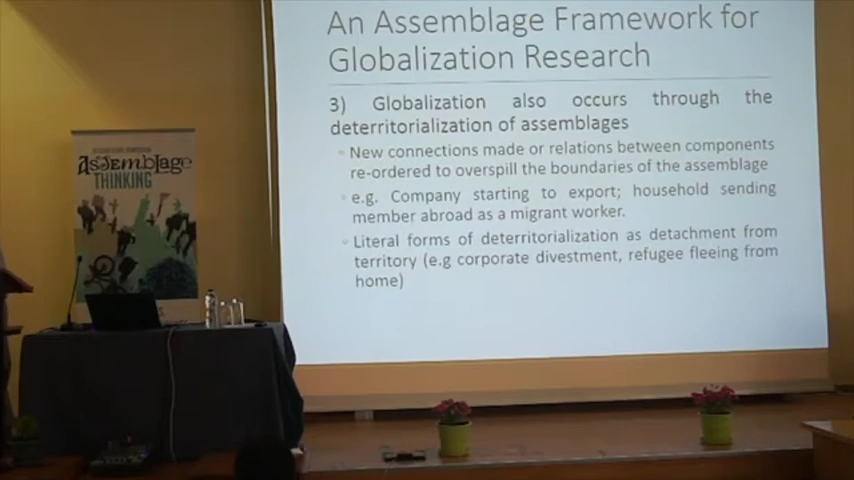 An Assemblage Framework for
Globalization Research
3) Globalization also occurs through the
deterritorialization of assemblages
New connections made or relations between components
re-ordered to overspill the boundaries of the assemblage
e.g. Company starting to export; household sending
member abroad as a migrant worker.
Literal forms of deterritorialization as detachment from
territory (e.g corporate divestment, refugee fleeing from
home)
Assemblage
THINKING